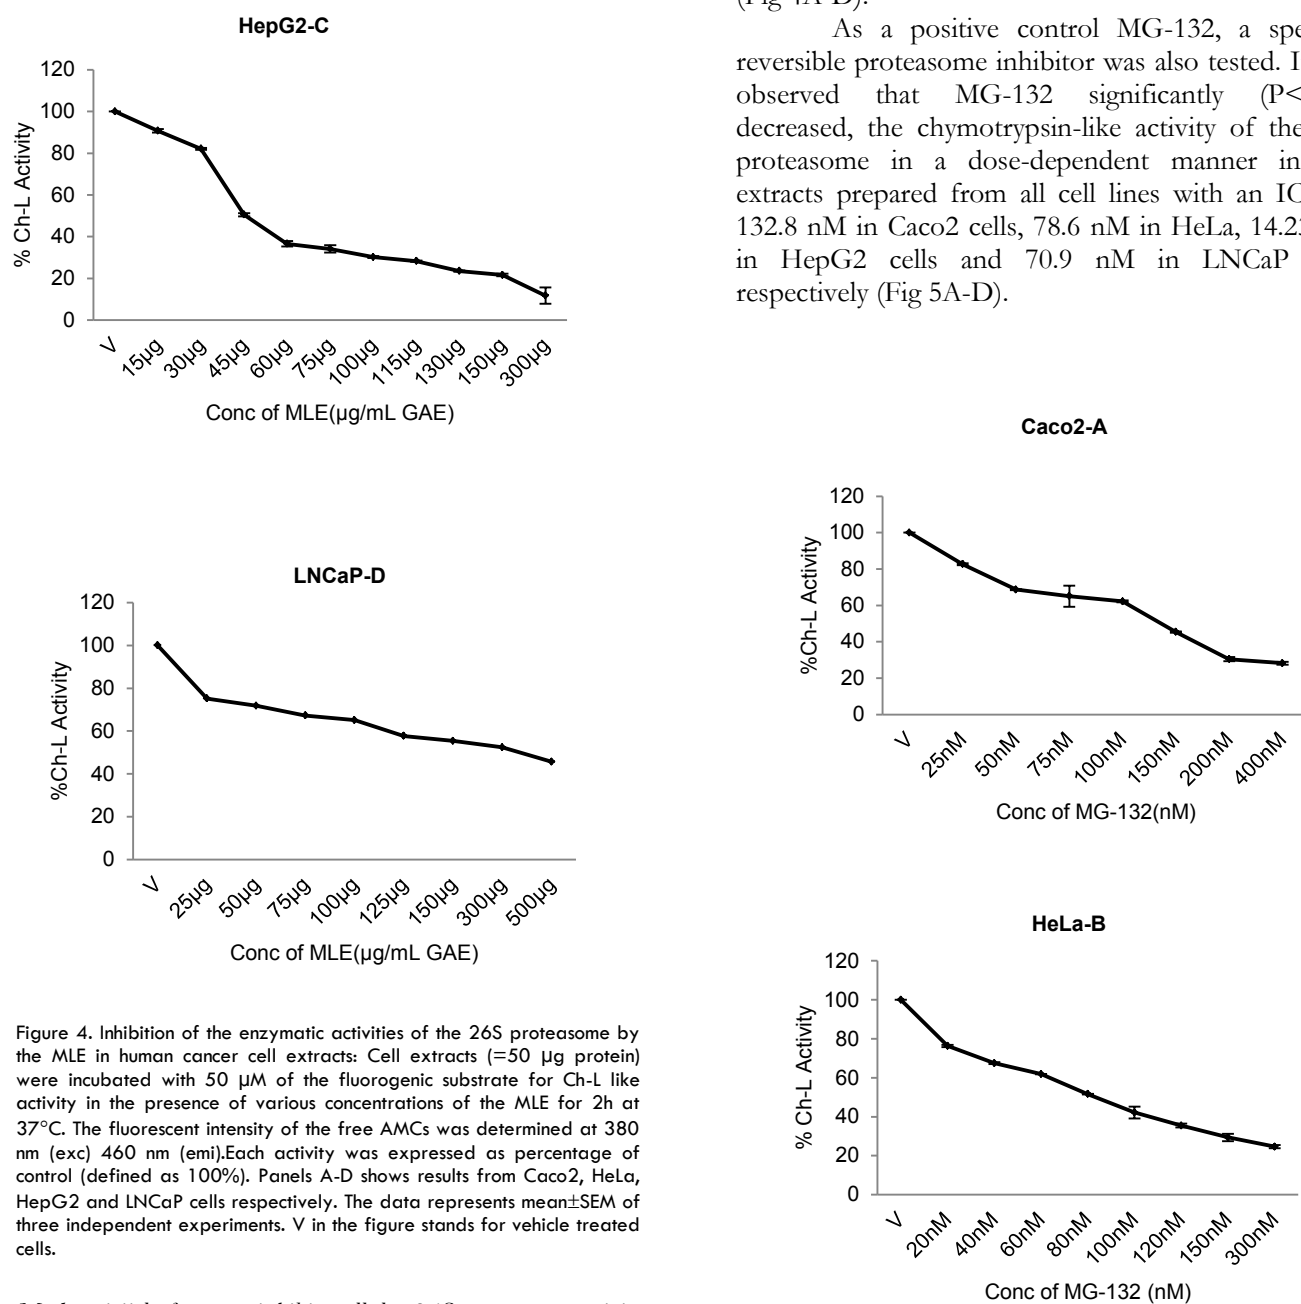 HepG2-C
120
100
80
60
40
20
0
% Ch-L Activity
V 15µg 30µg 45µg 60µg 75µg 100µg 115µg 130µg 150µg 300µg
Conc of MLE(µg/mL GAE)
LNCaP-D
120
100
80
60
40
20
0
%Ch-L Activity
V 25µg 50µg 75µg 100µg 125µg 150µg 300µg 500µg
Conc of MLE(µg/mL GAE)
Figure 4. Inhibition of the enzymatic activities of the 26S proteasome by
the MLE in human cancer cell extracts: Cell extracts (=50 µg protein)
were incubated with 50 µM of the fluorogenic substrate for Ch-L like
activity in the presence of various concentrations of the MLE for 2h at
37°C. The fluorescent intensity of the free AMCs was determined at 380
nm (exc) 460 nm (emi).Each activity was expressed as percentage of
control (defined as 100%). Panels A-D shows results from Caco2, HeLa,
HepG2 and LNCaP cells respectively. The data represents mean±SEM of
three independent experiments. V in the figure stands for vehicle treated
cells.
(Fig 4A-D).
As a positive control MG-132, a spe
reversible proteasome inhibitor was also tested. I
observed that MG-132 significantly (P<
decreased, the chymotrypsin-like activity of the
proteasome in a dose-dependent manner in
extracts prepared from all cell lines with an IC
132.8 nM in Caco2 cells, 78.6 nM in HeLa, 14.2
in HepG2 cells and 70.9 nM in LNCaP
respectively (Fig 5A-D).
Caco2-A
120
100
80
60
40
20
0
%Ch-L Activity
V 25nM 50nM 75nM 100nM 150nM 200nM 400nM
Conc of MG-132(nM)
HeLa-B
120
100
80
60
40
20
0
% Ch-L Activity
V 20nM 40nM 60nM 80nM 100nM 120nM 150nM 300nM
Conc of MG-132 (nM)